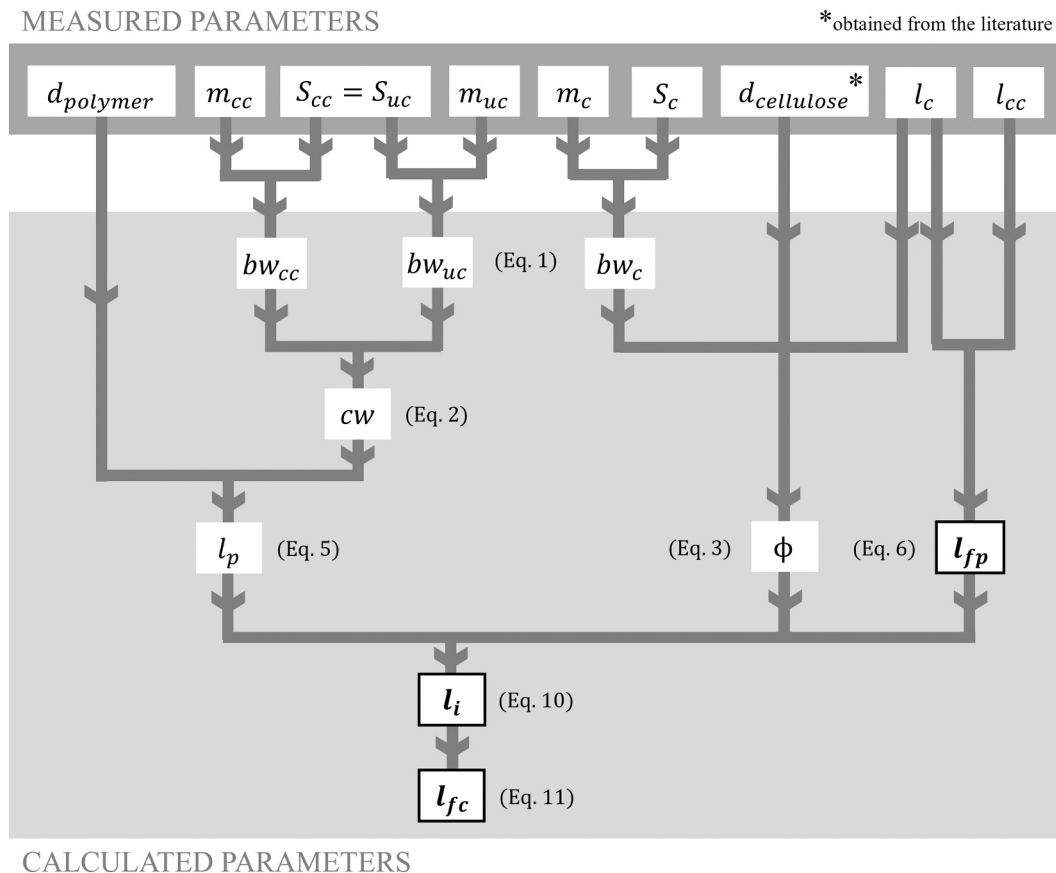 MEASURED PARAMETERS
*obtained from the literature
d_polymer m_cc S_cc = S_uc m_uc m_c S_c d_cellulose* l_c l_cc
bw_cc bw_uc (Eq. 1) bw_c
cw (Eq. 2)
l_p (Eq. 5) (Eq. 3) ϕ (Eq. 6) l_fp
l_i (Eq. 10)
l_fc (Eq. 11)
CALCULATED PARAMETERS